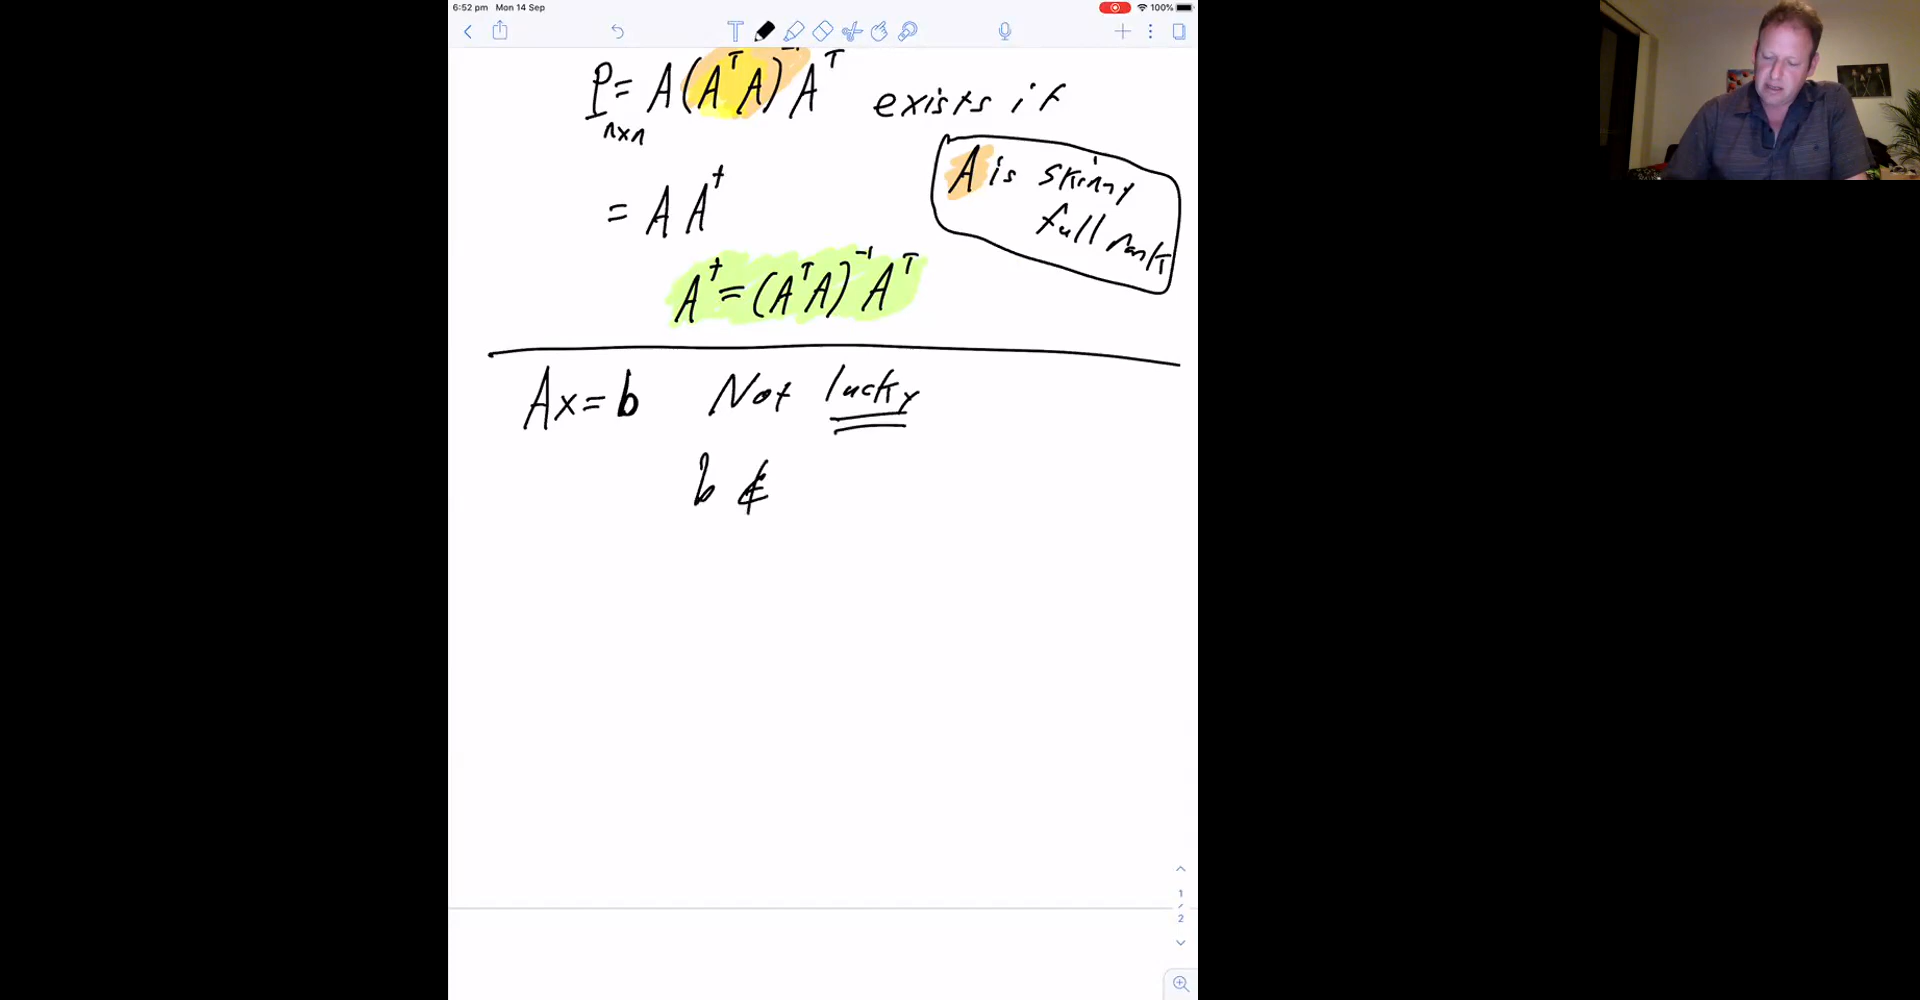 6:52 pm Mon 14 Sep
100%
P = A(AᵀA)⁻¹Aᵀ exists if
n×n
A is skinny
full rank
= A A†
A† = (AᵀA)⁻¹Aᵀ
Ax = b Not lucky
b ∉
1
/
2